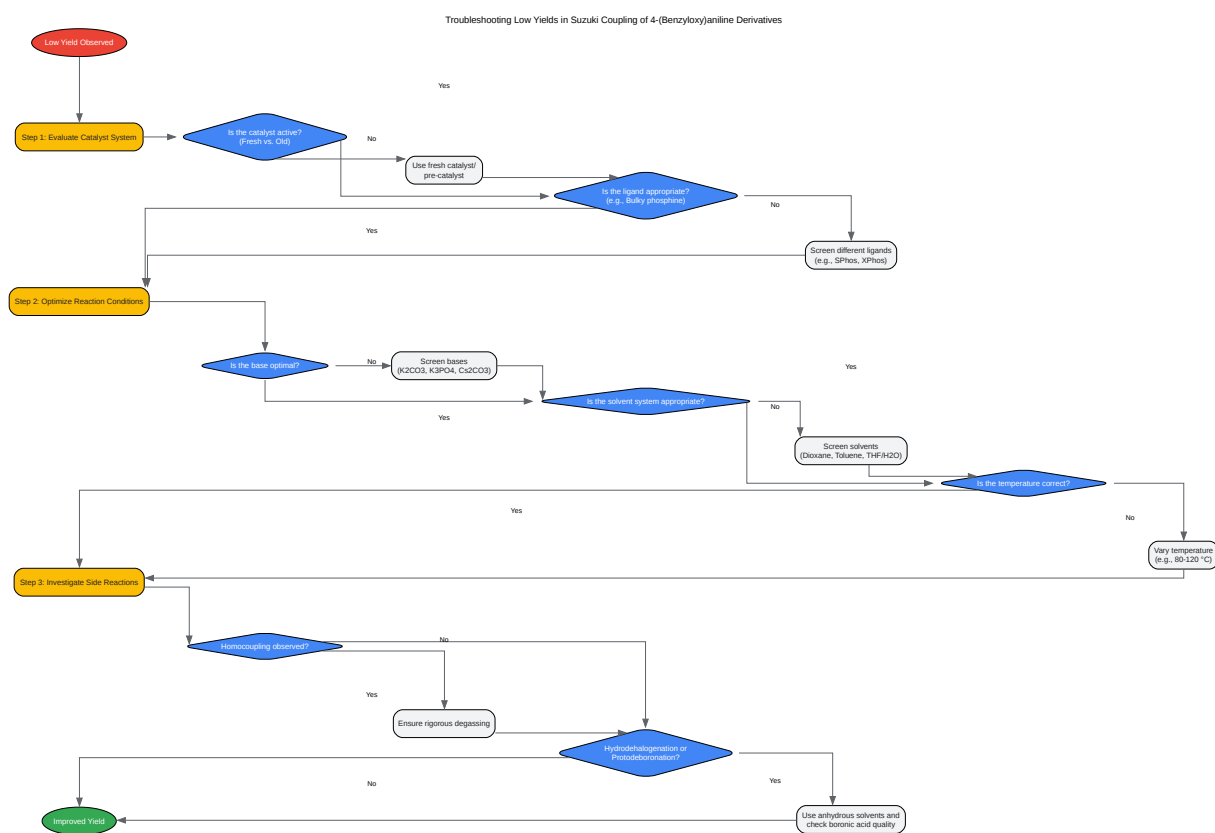 Troubleshooting Low Yields in Suzuki Coupling of 4-(Benzyloxy)aniline Derivatives
Low Yield Observed
Yes
Step 1: Evaluate Catalyst System
Is the catalyst active?
(Fresh vs. Old)
No
Use fresh catalyst/
pre-catalyst
Is the ligand appropriate?
(e.g., Bulky phosphine)
No
Yes
Screen different ligands
(e.g., SPhos, XPhos)
Step 2: Optimize Reaction Conditions
Is the base optimal?
No
Screen bases
(K2CO3, K3PO4, Cs2CO3)
Yes
Is the solvent system appropriate?
No
Yes
Screen solvents
(Dioxane, Toluene, THF/H2O)
Is the temperature correct?
Yes
No
Vary temperature
(e.g., 80-120 °C)
Step 3: Investigate Side Reactions
Homocoupling observed?
No
Yes
Ensure rigorous degassing
Hydrodehalogenation or
Protodeboronation?
No
Yes
Use anhydrous solvents and
check boronic acid quality
Improved Yield